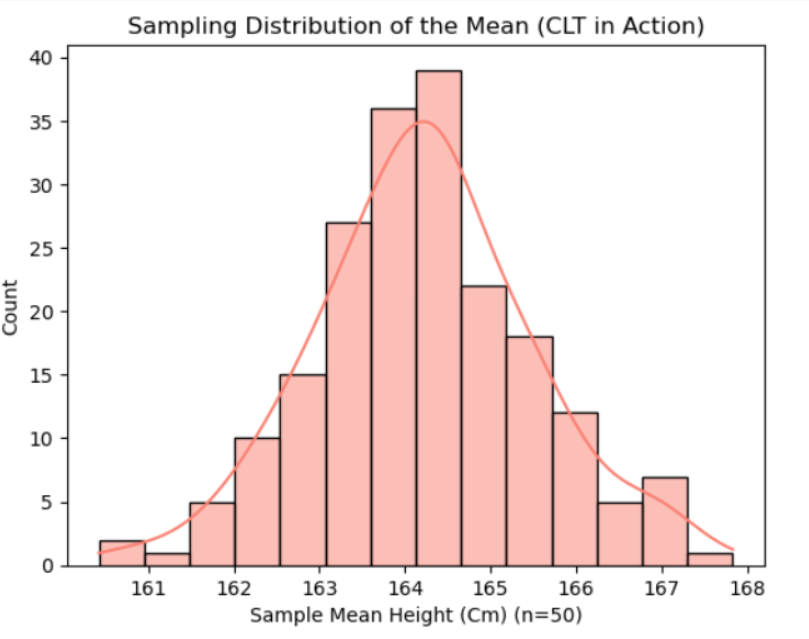 Sampling Distribution of the Mean (CLT in Action)
40
35
30
25
20
15
10
5
0
Count
161 162 163 164 165 166 167 168
Sample Mean Height (Cm) (n=50)